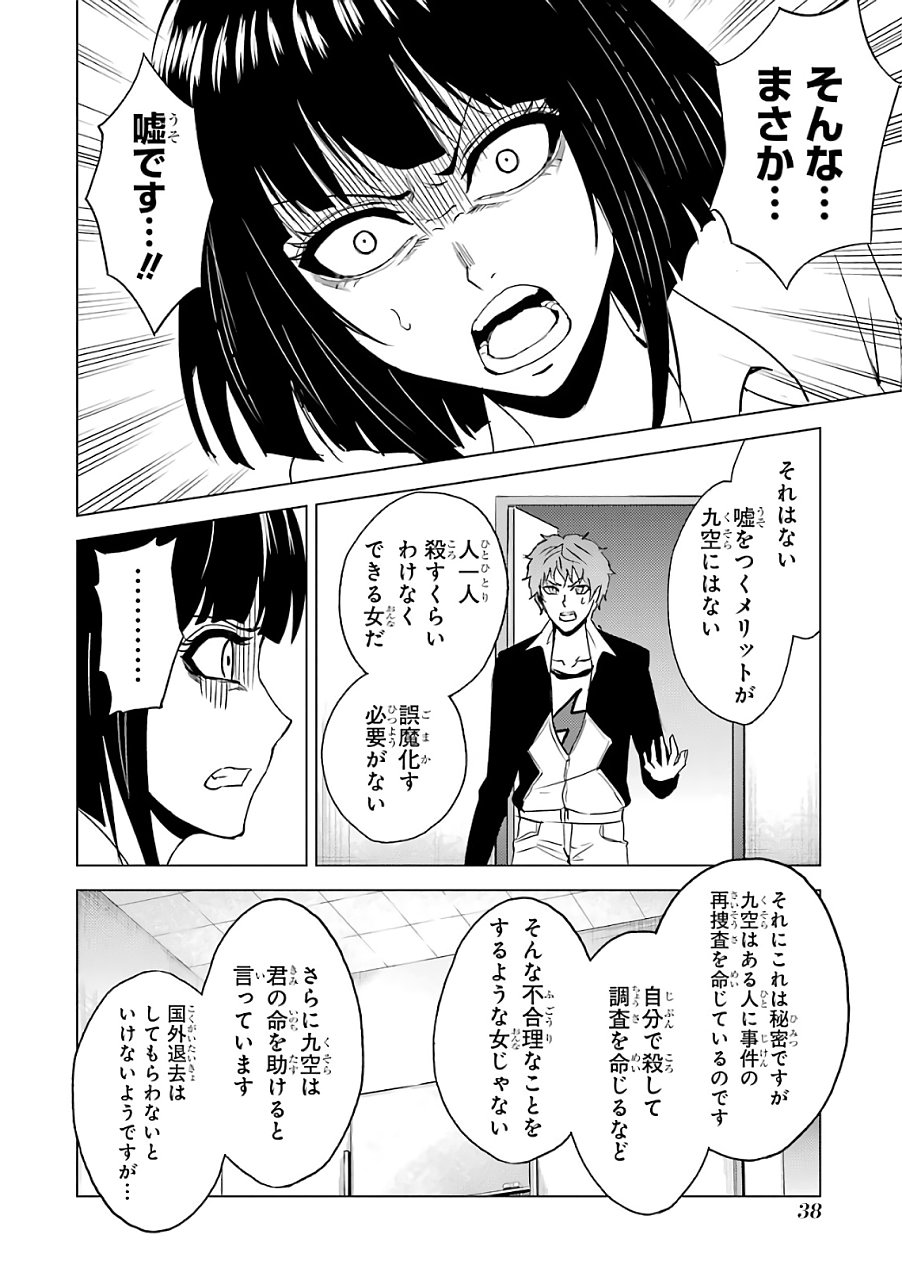 そんな…
まさか…
嘘です…!!
それはない
嘘をつくメリットが
九空にはない
人一人
殺すくらい
わけなく
できる女だ
誤魔化す
必要がない
………
……
それにこれは秘密ですが
九空はある人に事件の
再捜査を命じているのです
自分で殺して
調査を命じるなど
そんな不合理なことを
するような女じゃない
さらに九空は
君の命を助けると
言っています
国外退去は
してもらわないと
いけないようですが…
38